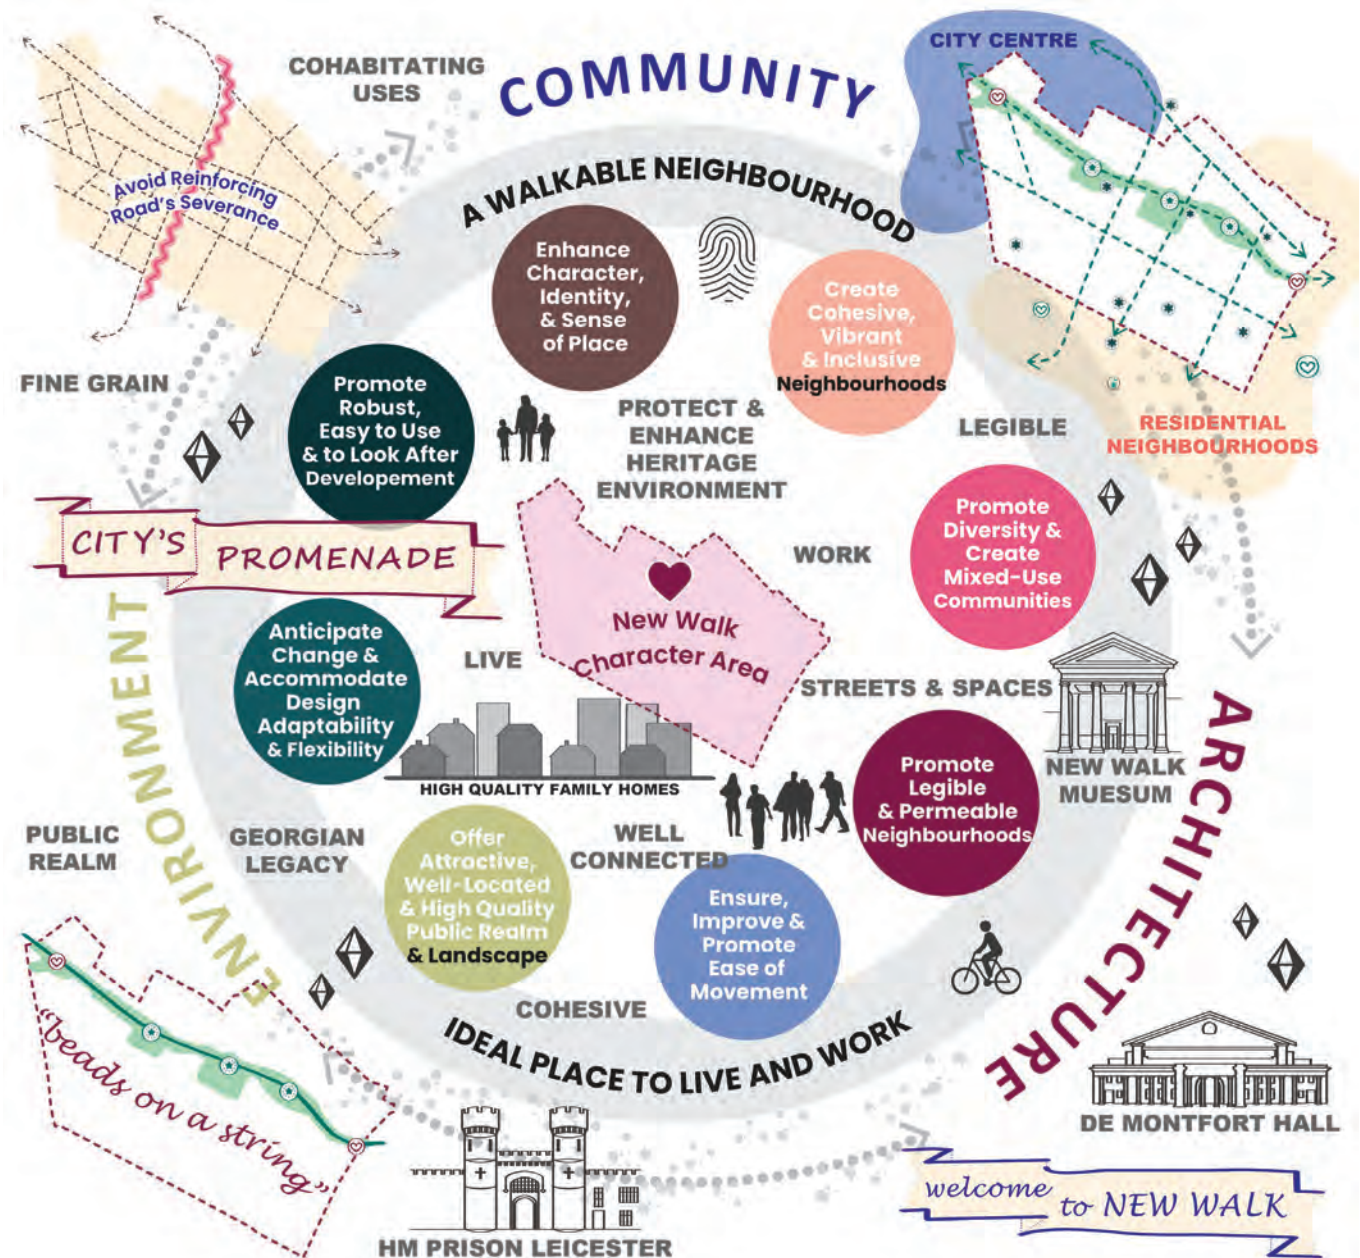 COHABITATING
USES
COMMUNITY
CITY CENTRE
Avoid Reinforcing
Road's Severance
A WALKABLE NEIGHBOURHOOD
Enhance
Character,
Identity,
& Sense
of Place
Create
Cohesive,
Vibrant
& Inclusive
Neighbourhoods
FINE GRAIN
Promote
Robust,
Easy to Use
& to Look After
Developement
PROTECT &
ENHANCE
HERITAGE
ENVIRONMENT
LEGIBLE
RESIDENTIAL
NEIGHBOURHOODS
CITY'S
PROMENADE
WORK
Promote
Diversity &
Create
Mixed-Use
Communities
New Walk
Character Area
ENVIRONMENT
Anticipate
Change &
Accommodate
Design
Adaptability
& Flexibility
LIVE
STREETS & SPACES
ARCHITECTURE
HIGH QUALITY FAMILY HOMES
Promote
Legible
& Permeable
Neighbourhoods
NEW WALK
MUESUM
PUBLIC
REALM
GEORGIAN
LEGACY
Offer
Attractive,
Well-Located
& High Quality
Public Realm
& Landscape
WELL
CONNECTED
Ensure,
Improve &
Promote
Ease of
Movement
COHESIVE
IDEAL PLACE TO LIVE AND WORK
"beads on a string"
DE MONTFORT HALL
HM PRISON LEICESTER
welcome
to NEW WALK